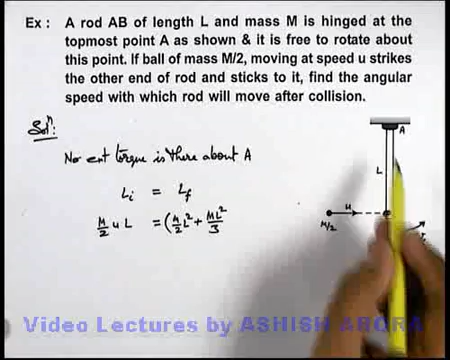 Ex : A rod AB of length L and mass M is hinged at the
topmost point A as shown & it is free to rotate about
this point. If ball of mass M/2, moving at speed u strikes
the other end of rod and sticks to it, find the angular
speed with which rod will move after collision.
Solⁿ:
No ext torque is there about A
Li = Lf
M/2 u L = (M/2 L² + ML²/3
A
L
u
M/2
Video Lectures by ASHISH ARORA